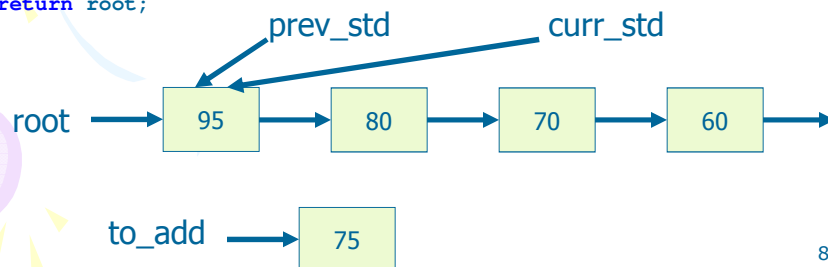 return root;
prev_std curr_std
root 95 80 70 60
to_add 75
8